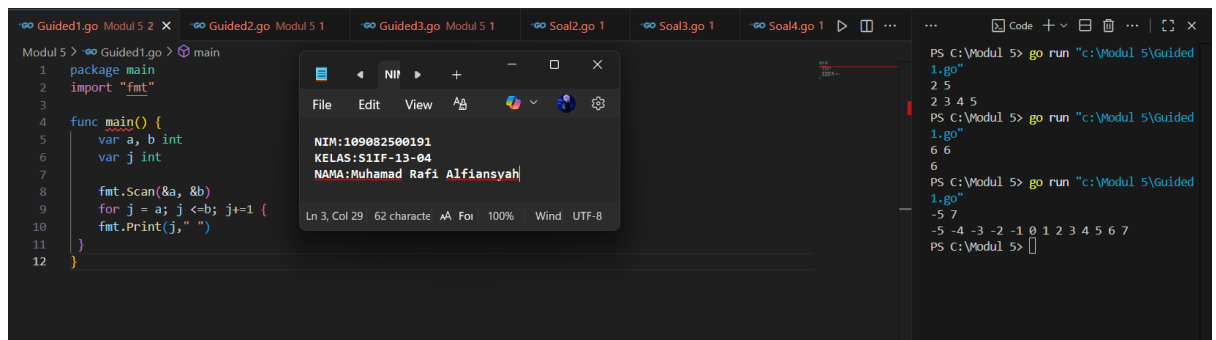 Guided1.go Modul 5 2
Guided2.go Modul 5 1
Guided3.go Modul 5 1
Soal2.go 1
Soal3.go 1
Soal4.go 1
Modul 5 > Guided1.go > main
1 package main
2 import "fmt"
3
4 func main() {
5 var a, b int
6 var j int
7
8 fmt.Scan(&a, &b)
9 for j = a; j <=b; j+=1 {
10 fmt.Print(j," ")
11 }
12 }
NIM
File Edit View
NIM:109082500191
KELAS:S1IF-13-04
NAMA:Muhamad Rafi Alfiansyah
Ln 3, Col 29 62 characte For 100% Wind UTF-8
Code
PS C:\Modul 5> go run "c:\Modul 5\Guided
1.go"
2 5
2 3 4 5
PS C:\Modul 5> go run "c:\Modul 5\Guided
1.go"
6 6
6
PS C:\Modul 5> go run "c:\Modul 5\Guided
1.go"
-5 7
-5 -4 -3 -2 -1 0 1 2 3 4 5 6 7
PS C:\Modul 5>